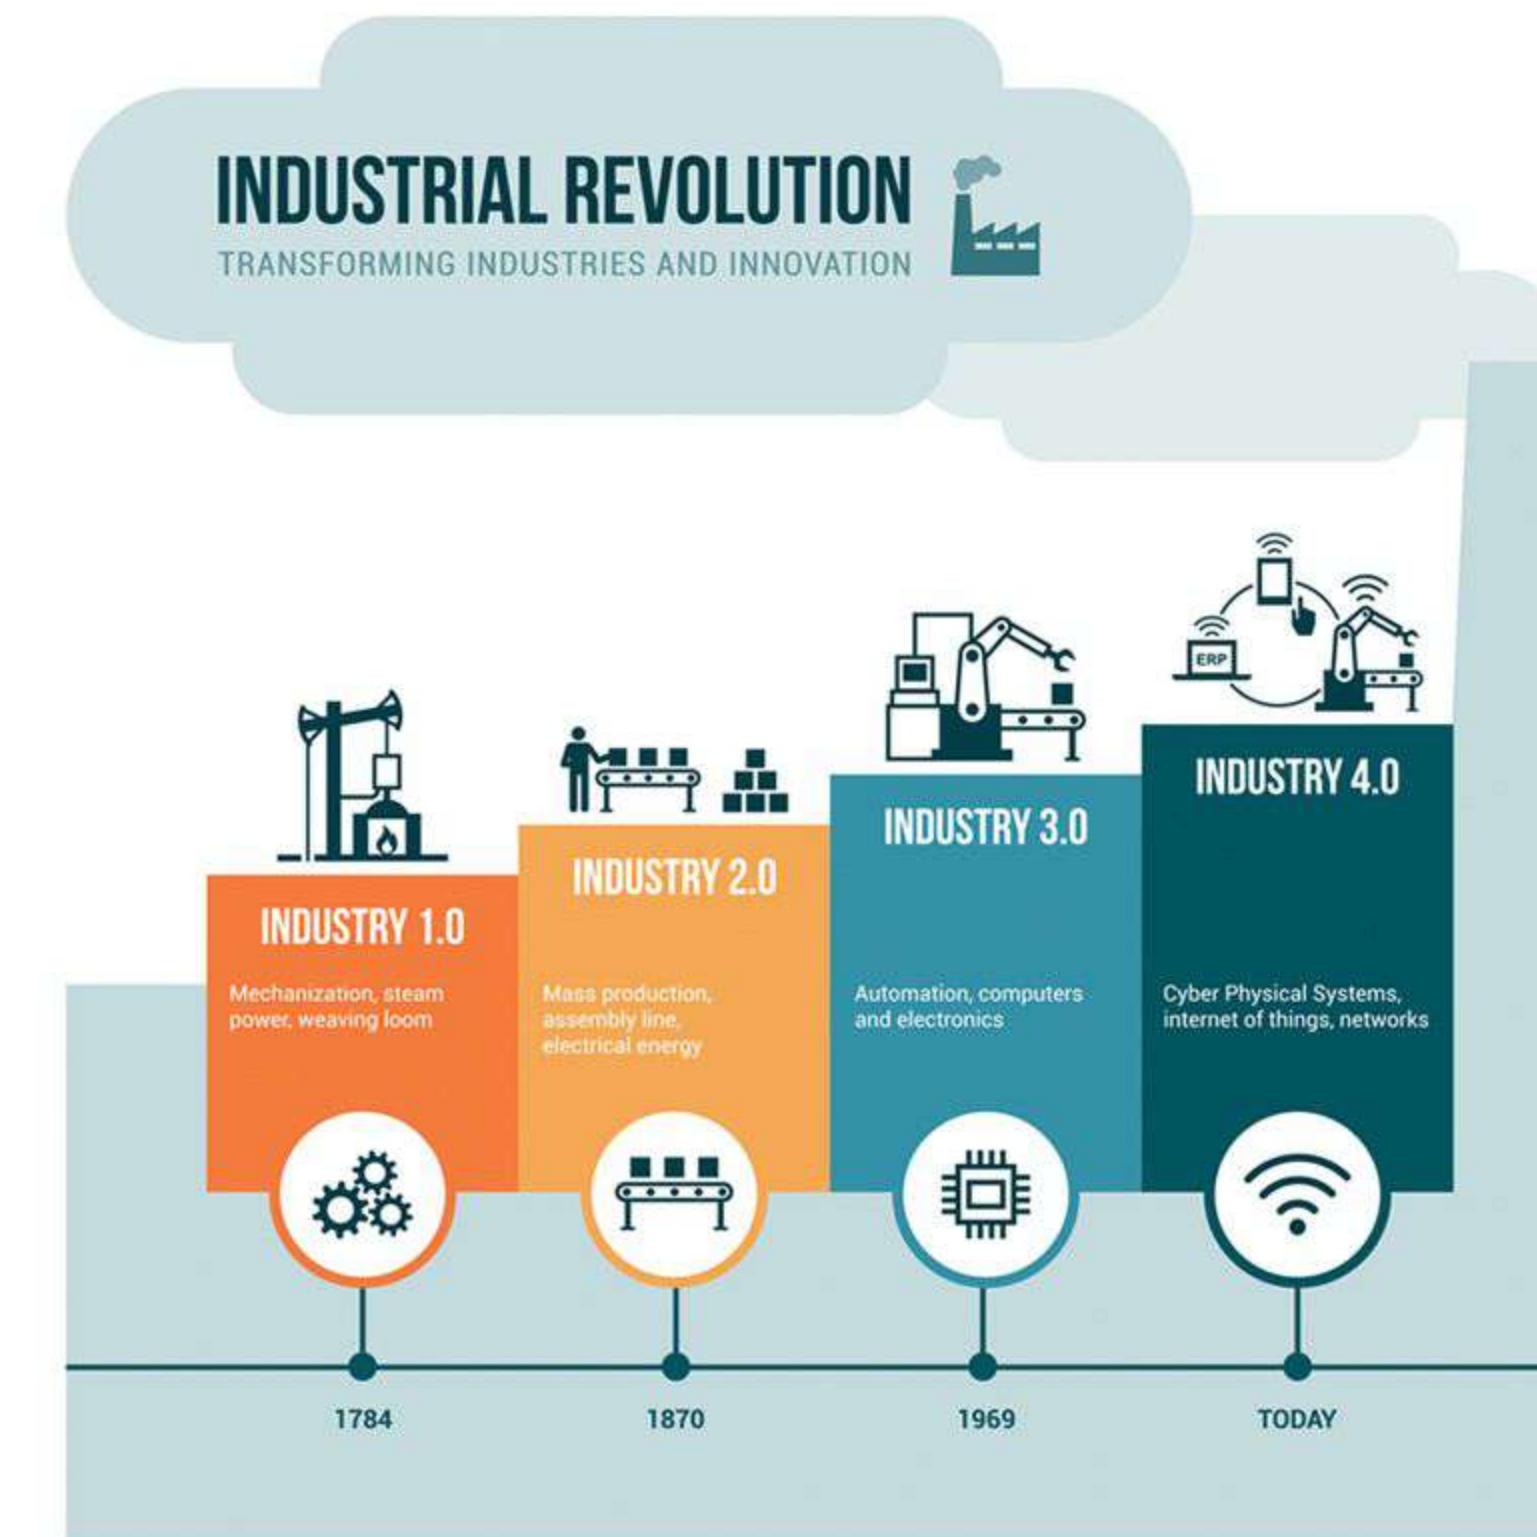 INDUSTRIAL REVOLUTION
TRANSFORMING INDUSTRIES AND INNOVATION
ERP
INDUSTRY 1.0
Mechanization, steam
power, weaving loom
INDUSTRY 2.0
Mass production,
assembly line,
electrical energy
INDUSTRY 3.0
Automation, computers
and electronics
INDUSTRY 4.0
Cyber Physical Systems,
internet of things, networks
1784
1870
1969
TODAY